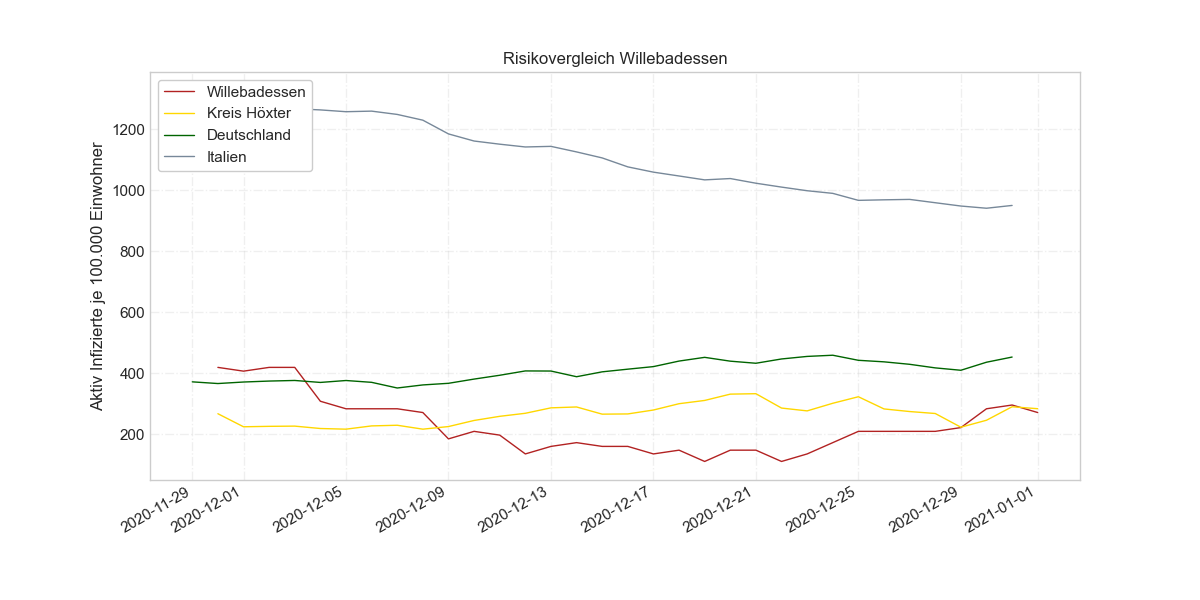 Risikovergleich Willebadessen
Willebadessen
Kreis Höxter
Deutschland
Italien
Aktiv Infizierte je 100.000 Einwohner
1200
1000
800
600
400
200
2020-11-29
2020-12-01
2020-12-05
2020-12-09
2020-12-13
2020-12-17
2020-12-21
2020-12-25
2020-12-29
2021-01-01